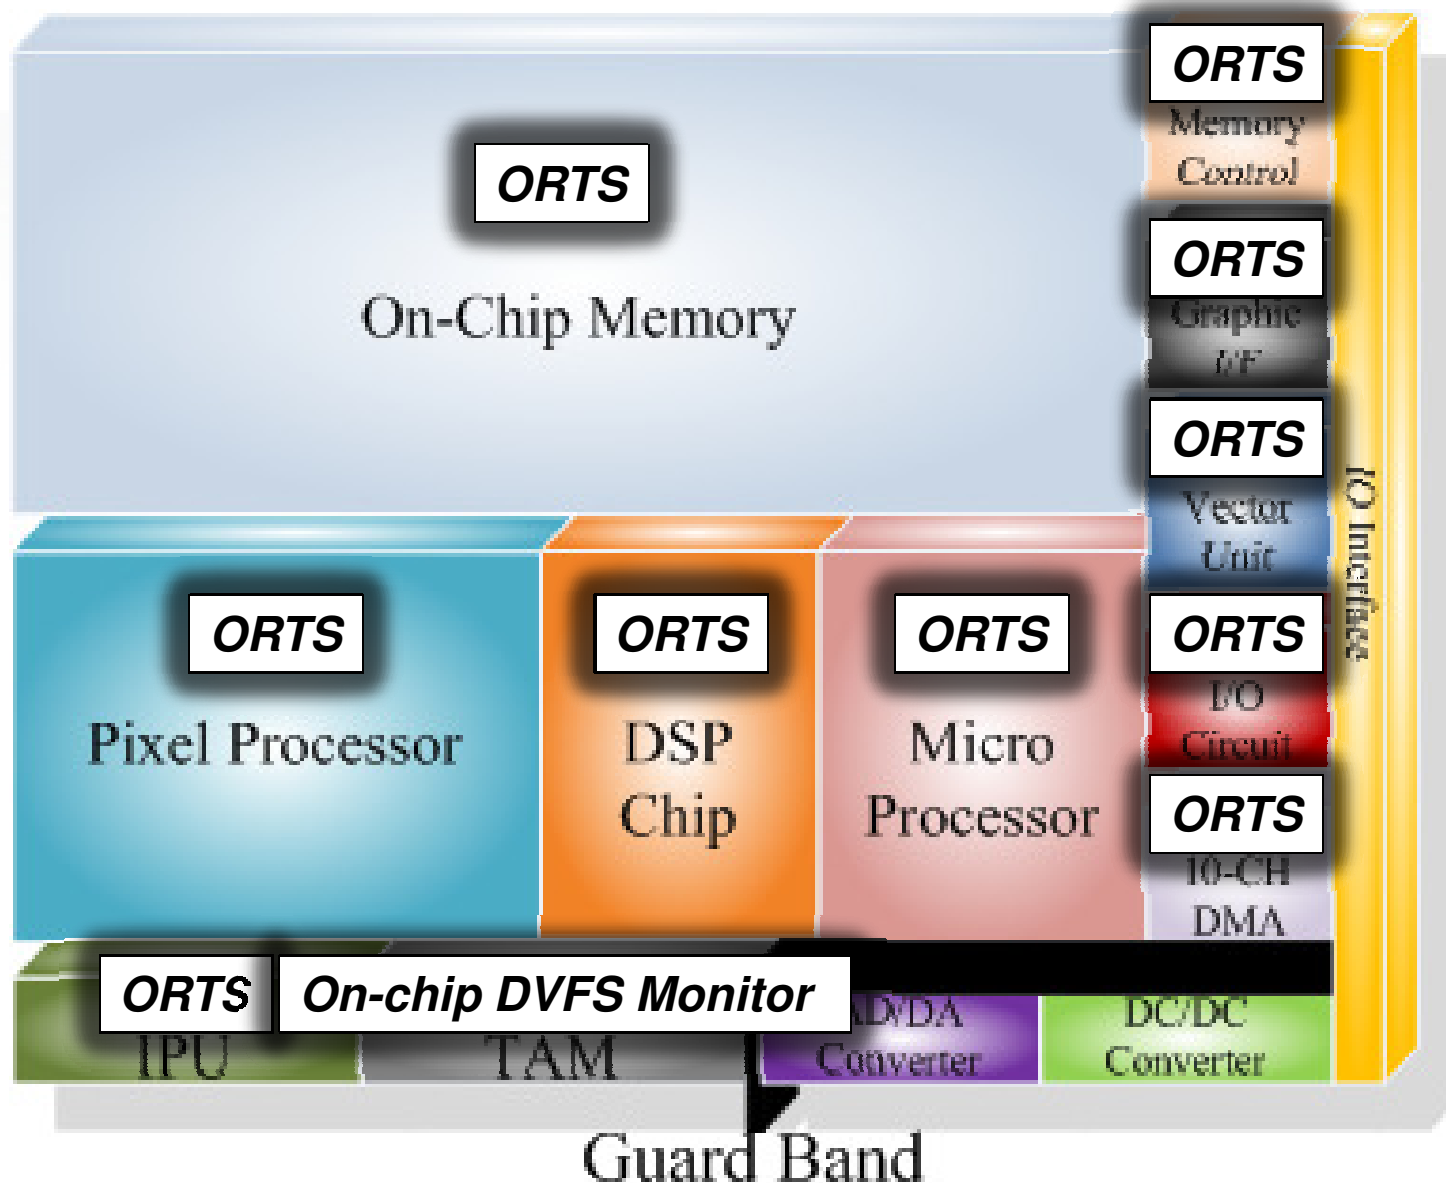 ORTS
On-Chip Memory
ORTS
Memory
Control
ORTS
Graphic
I/F
ORTS
Vector
Unit
ORTS
I/O
Circuit
ORTS
10-CH
DMA
I/O Interface
ORTS
Pixel Processor
ORTS
DSP
Chip
ORTS
Micro
Processor
ORTS
IPU
On-chip DVFS Monitor
TAM
AD/DA
Converter
DC/DC
Converter
Guard Band